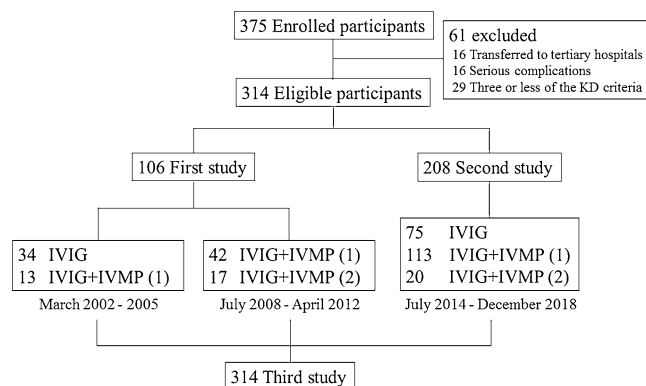 375 Enrolled participants
61 excluded
16 Transferred to tertiary hospitals
16 Serious complications
29 Three or less of the KD criteria
314 Eligible participants
106 First study
208 Second study
34 IVIG
13 IVIG+IVMP (1)
March 2002 - 2005
42 IVIG+IVMP (1)
17 IVIG+IVMP (2)
July 2008 - April 2012
75 IVIG
113 IVIG+IVMP (1)
20 IVIG+IVMP (2)
July 2014 - December 2018
314 Third study